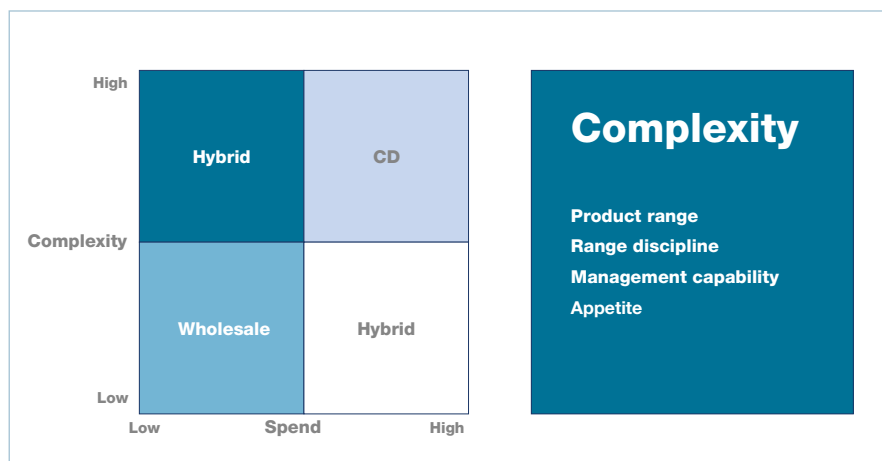 High
Hybrid
CD
Complexity
Wholesale
Hybrid
Low
Low
Spend
High
Complexity
Product range
Range discipline
Management capability
Appetite